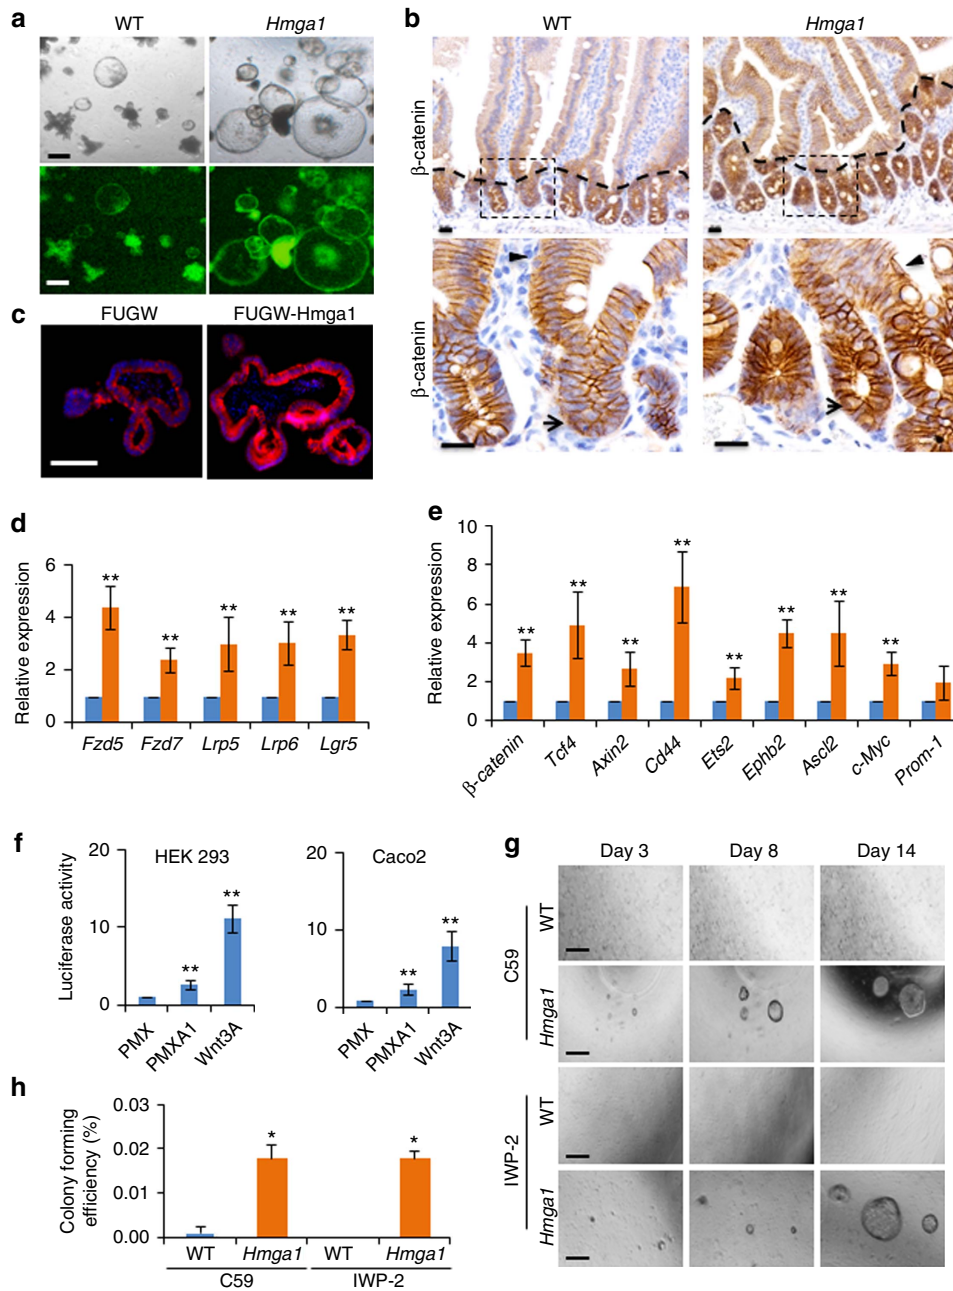 a
WT
Hmga1
b
WT
Hmga1
β-catenin
β-catenin
c
FUGW
FUGW-Hmga1
d
Relative expression
6
4
2
0
**
**
**
**
**
Fzd5
Fzd7
Lrp5
Lrp6
Lgr5
e
Relative expression
10
8
6
4
2
0
**
**
**
**
**
**
**
**
β-catenin
Tcf4
Axin2
Cd44
Ets2
Ephb2
Ascl2
c-Myc
Prom-1
f
Luciferase activity
HEK 293
20
10
0
**
**
PMX
PMXA1
Wnt3A
Caco2
20
10
0
**
**
PMX
PMXA1
Wnt3A
g
Day 3
Day 8
Day 14
C59
WT
Hmga1
IWP-2
WT
Hmga1
h
Colony forming
efficiency (%)
0.03
0.02
0.01
0.00
*
*
WT
Hmga1
WT
Hmga1
C59
IWP-2